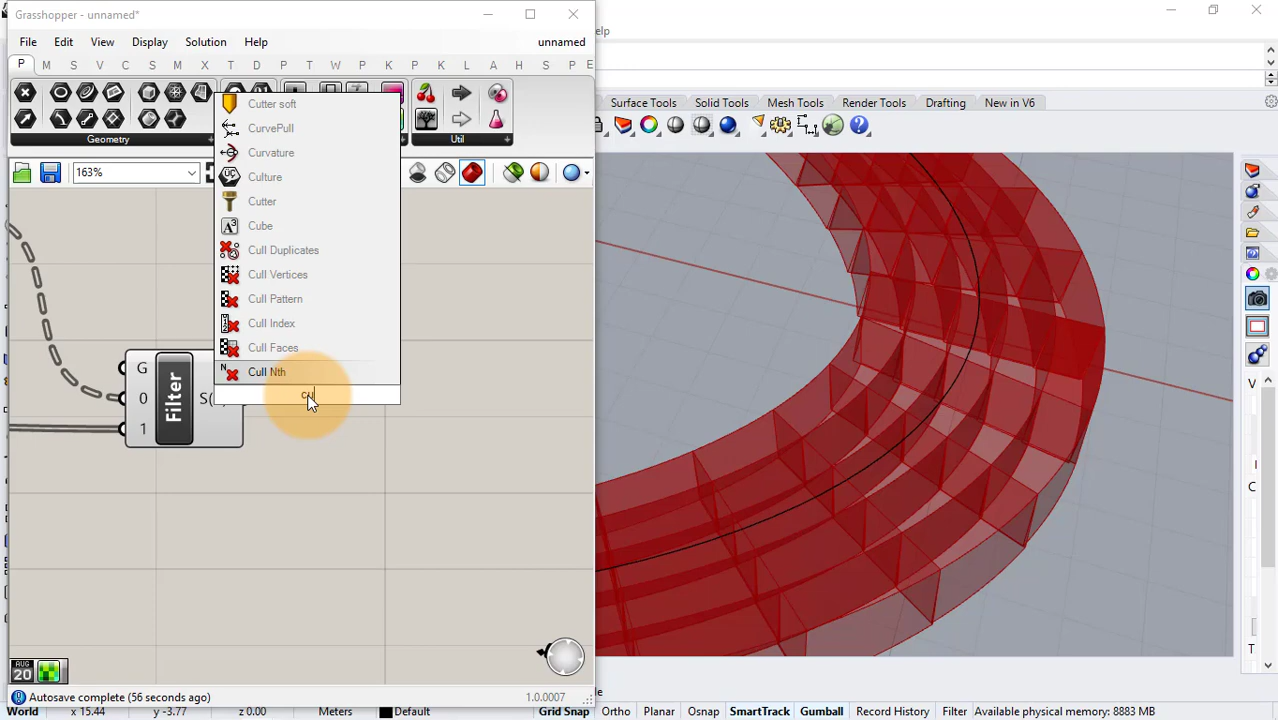 Grasshopper - unnamed*
File Edit View Display Solution Help unnamed
elp
P M S V C S M X T D P T W P K P K L A H S P E
Geometry
Util
163%
Surface Tools Solid Tools Mesh Tools Render Tools Drafting New in V6
Cutter soft
CurvePull
Curvature
Culture
Cutter
Cube
Cull Duplicates
Cull Vertices
Cull Pattern
Cull Index
Cull Faces
Cull Nth
cu
G
0
1
Filter
AUG
20
V
C
T
Autosave complete (56 seconds ago) 1.0.0007
World x 15.44 y -3.77 z 0.00 Meters Default Grid Snap Ortho Planar Osnap SmartTrack Gumball Record History Filter Available physical memory: 8883 MB